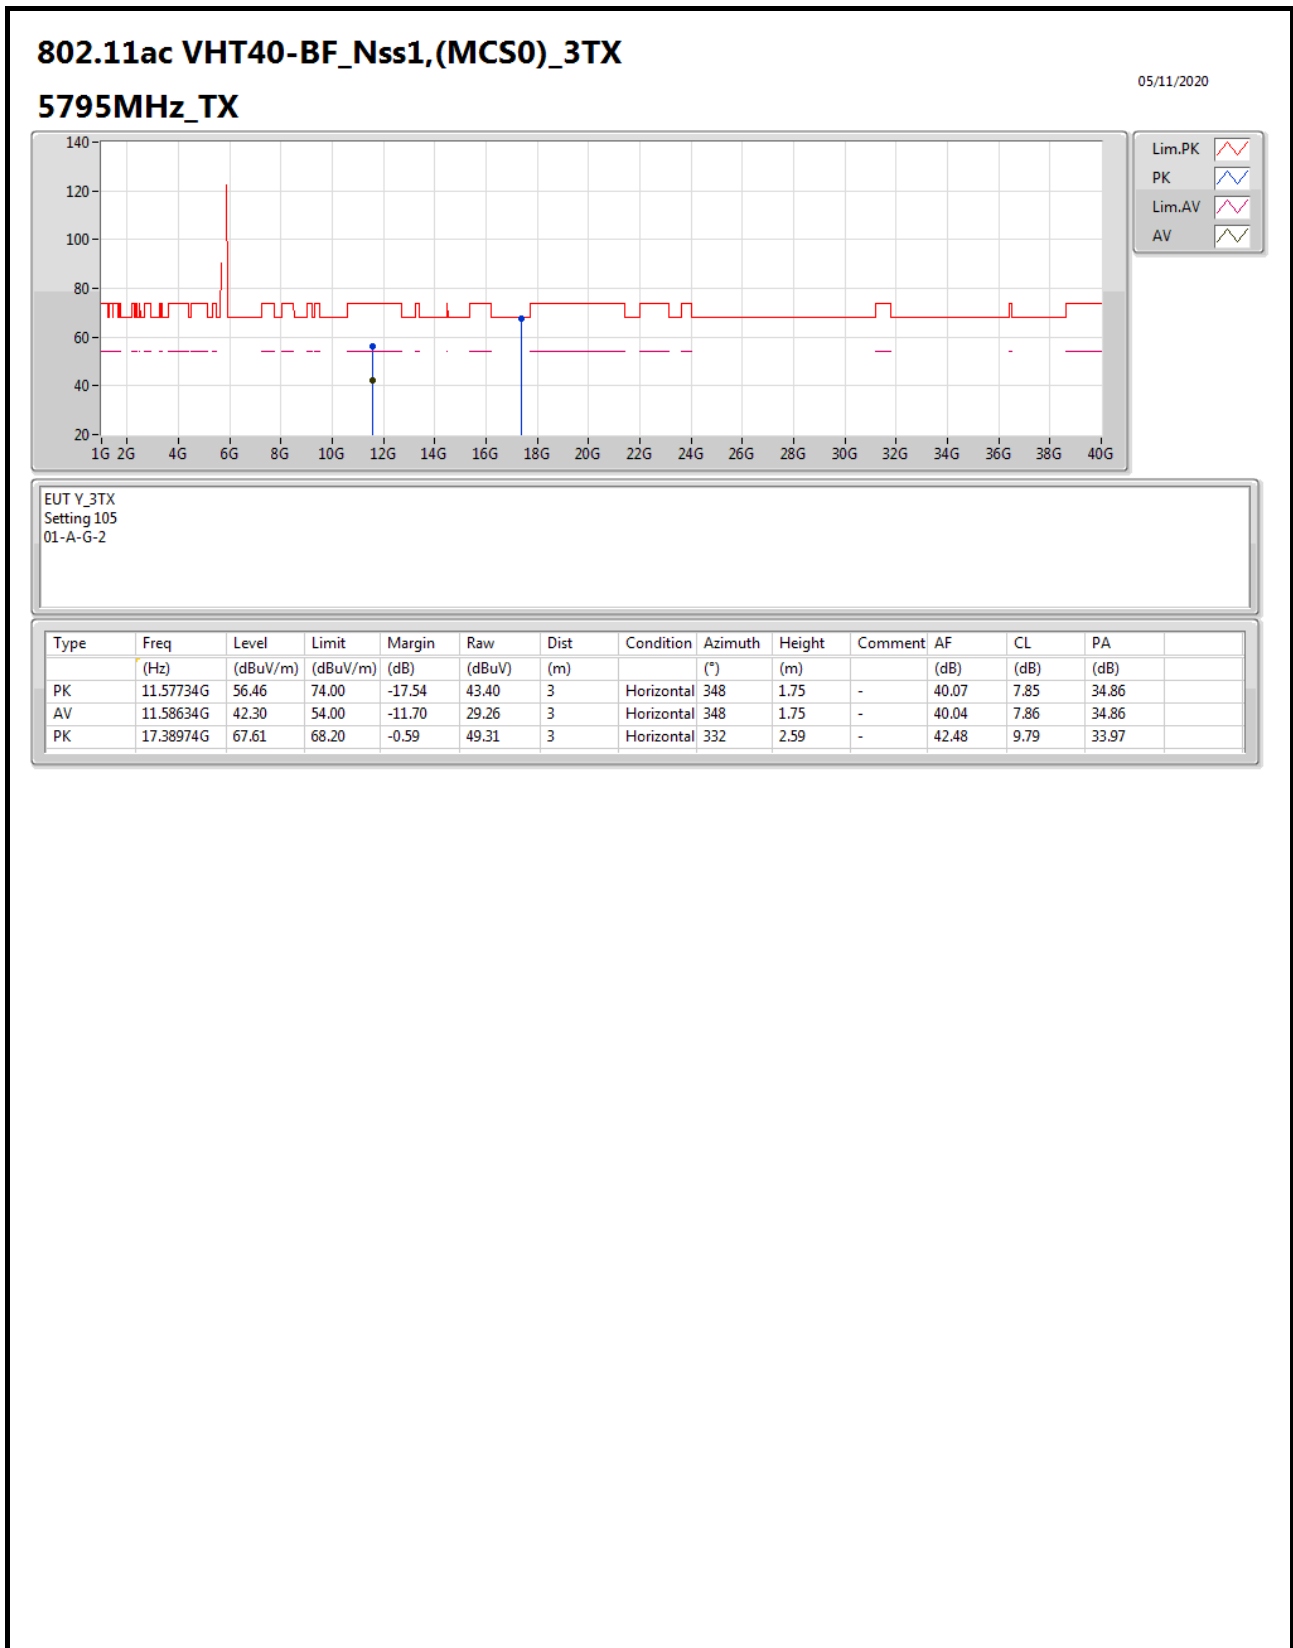 802.11ac VHT40-BF_Nss1,(MCS0)_3TX
05/11/2020
5795MHz_TX
140
120
100
80
60
40
20
1G 2G 4G 6G 8G 10G 12G 14G 16G 18G 20G 22G 24G 26G 28G 30G 32G 34G 36G 38G 40G
Lim.PK
PK
Lim.AV
AV
EUT Y_3TX
Setting 105
01-A-G-2
Type Freq Level Limit Margin Raw Dist Condition Azimuth Height Comment AF CL PA
(Hz) (dBuV/m) (dBuV/m) (dB) (dBuV) (m) (°) (m) (dB) (dB) (dB)
PK 11.57734G 56.46 74.00 -17.54 43.40 3 Horizontal 348 1.75 - 40.07 7.85 34.86
AV 11.58634G 42.30 54.00 -11.70 29.26 3 Horizontal 348 1.75 - 40.04 7.86 34.86
PK 17.38974G 67.61 68.20 -0.59 49.31 3 Horizontal 332 2.59 - 42.48 9.79 33.97